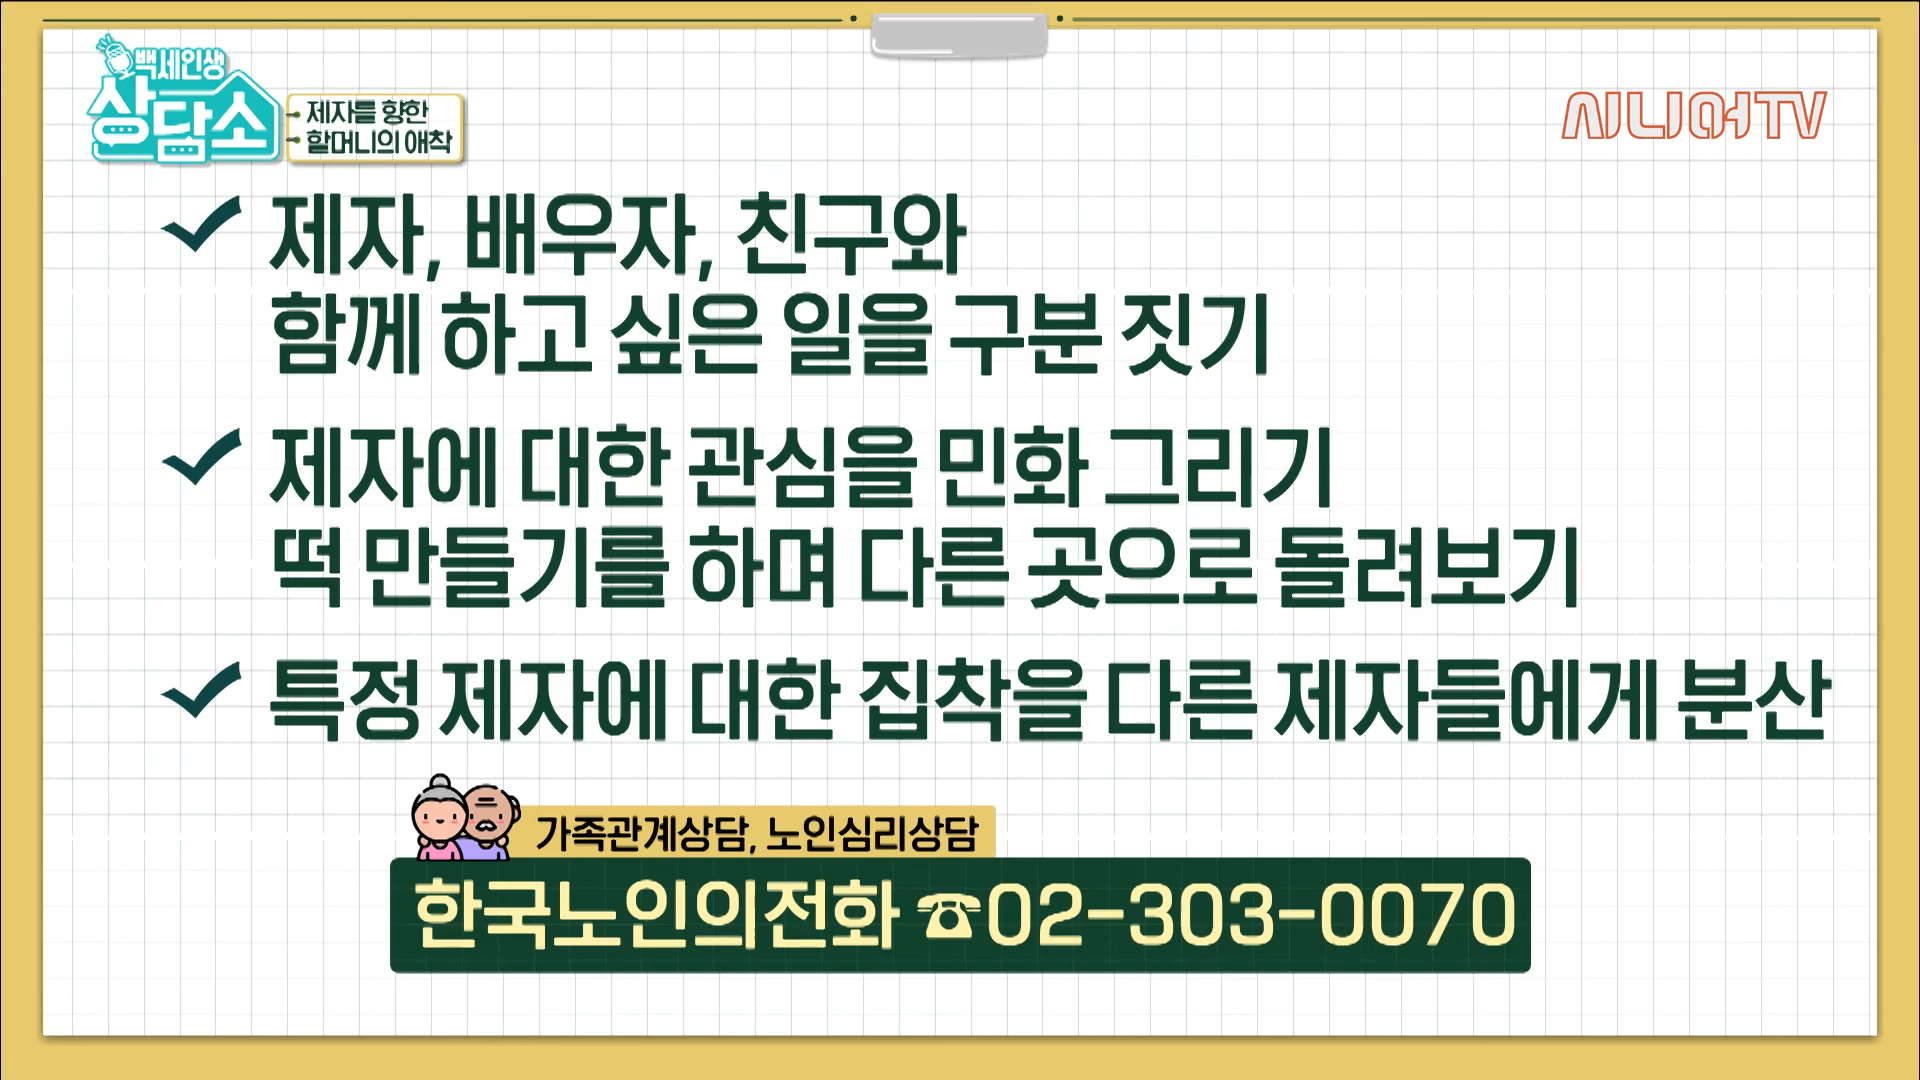 백세인생
상담소
제자를 향한
할머니의 애착
시니어TV
제자, 배우자, 친구와
함께 하고 싶은 일을 구분 짓기
제자에 대한 관심을 민화 그리기
떡 만들기를 하며 다른 곳으로 돌려보기
특정 제자에 대한 집착을 다른 제자들에게 분산
가족관계상담, 노인심리상담
한국노인의전화 ☎02-303-0070